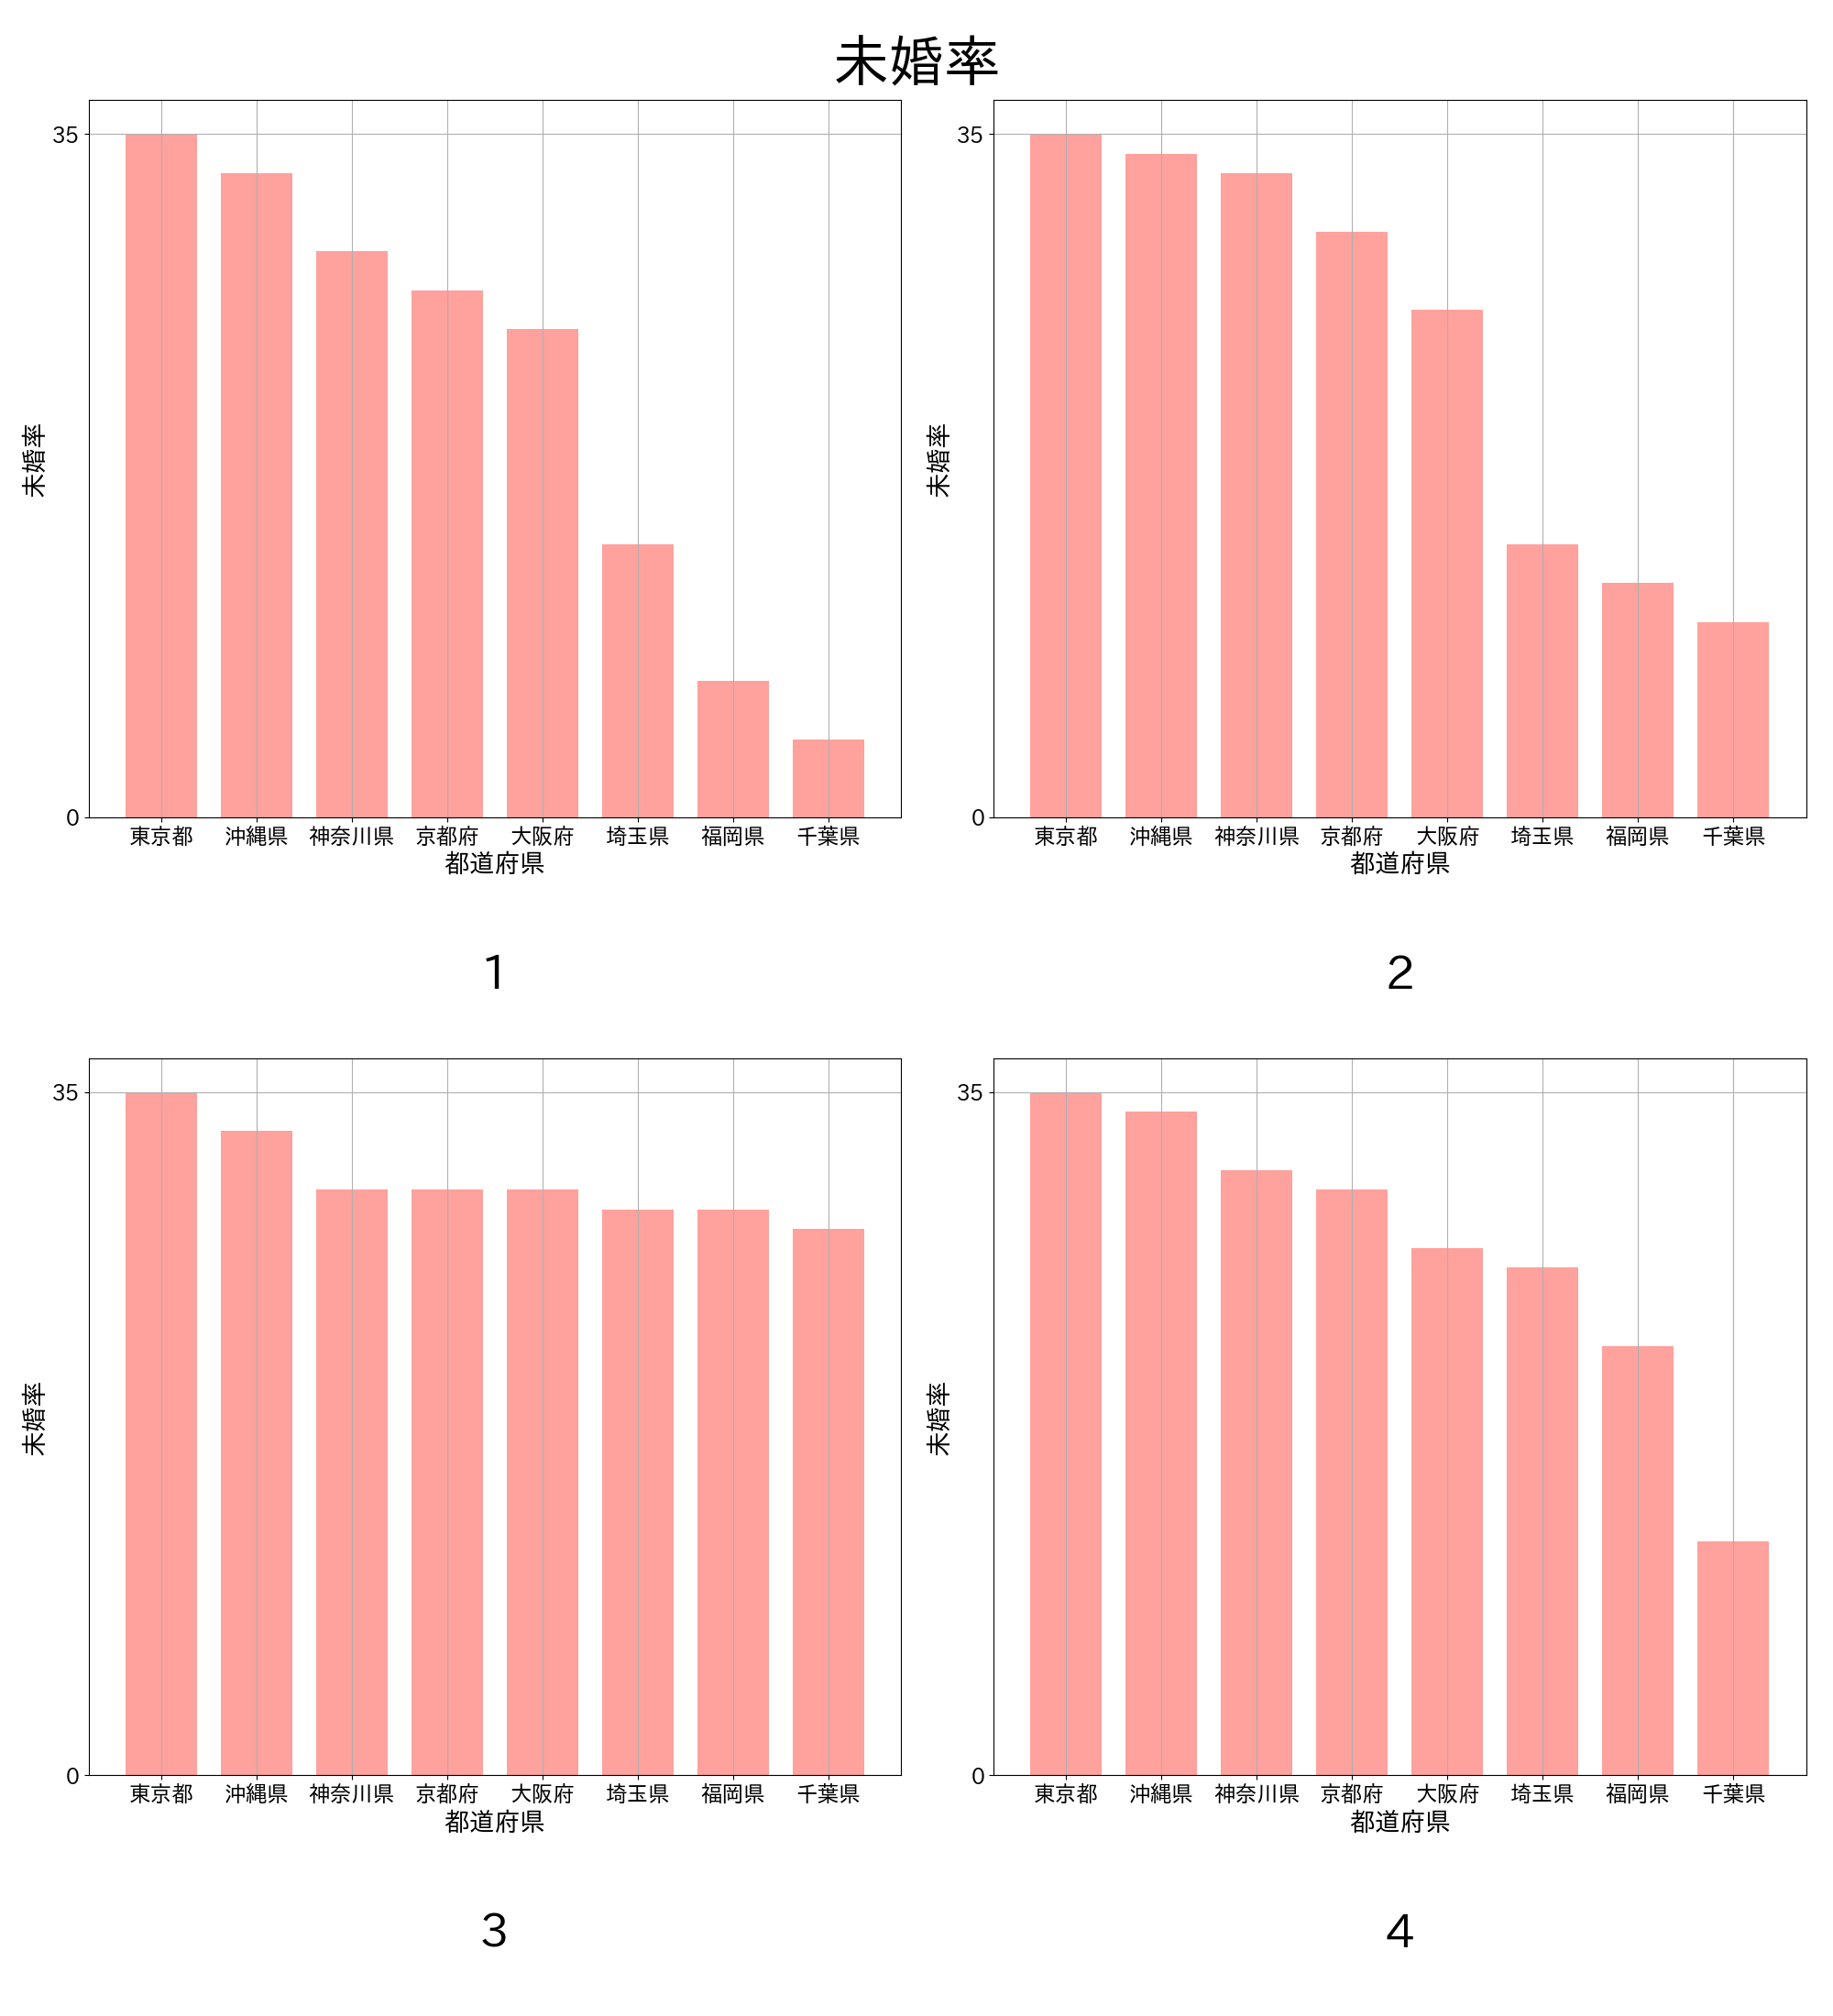 未婚率
35
0
未婚率
東京都 沖縄県 神奈川県 京都府 大阪府 埼玉県 福岡県 千葉県
都道府県
1
35
0
未婚率
東京都 沖縄県 神奈川県 京都府 大阪府 埼玉県 福岡県 千葉県
都道府県
2
35
0
未婚率
東京都 沖縄県 神奈川県 京都府 大阪府 埼玉県 福岡県 千葉県
都道府県
3
35
0
未婚率
東京都 沖縄県 神奈川県 京都府 大阪府 埼玉県 福岡県 千葉県
都道府県
4